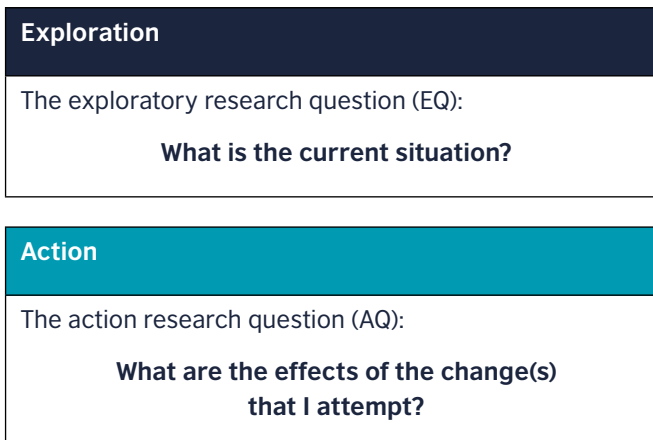 Exploration
The exploratory research question (EQ):
What is the current situation?
Action
The action research question (AQ):
What are the effects of the change(s)
that I attempt?